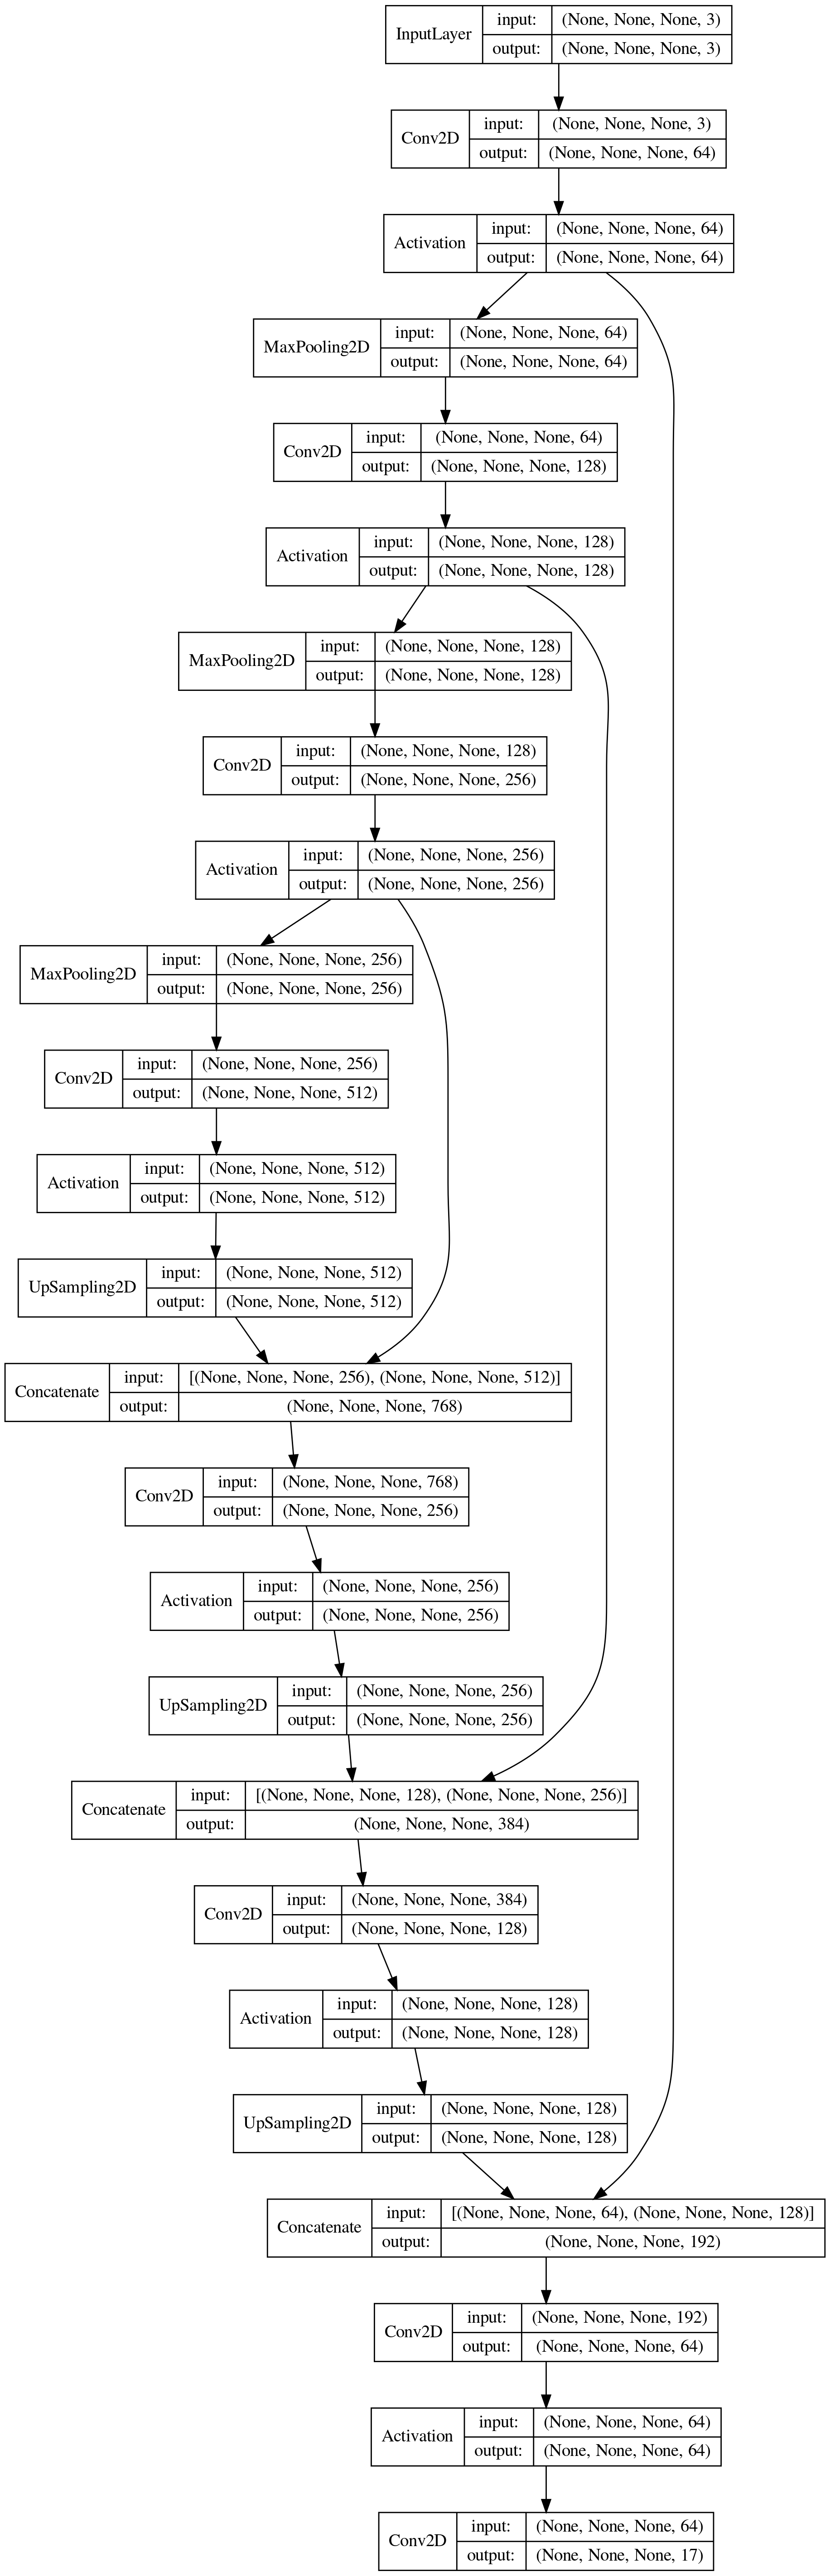 InputLayer input: (None, None, None, 3)
output: (None, None, None, 3)
Conv2D input: (None, None, None, 3)
output: (None, None, None, 64)
Activation input: (None, None, None, 64)
output: (None, None, None, 64)
MaxPooling2D input: (None, None, None, 64)
output: (None, None, None, 64)
Conv2D input: (None, None, None, 64)
output: (None, None, None, 128)
Activation input: (None, None, None, 128)
output: (None, None, None, 128)
MaxPooling2D input: (None, None, None, 128)
output: (None, None, None, 128)
Conv2D input: (None, None, None, 128)
output: (None, None, None, 256)
Activation input: (None, None, None, 256)
output: (None, None, None, 256)
MaxPooling2D input: (None, None, None, 256)
output: (None, None, None, 256)
Conv2D input: (None, None, None, 256)
output: (None, None, None, 512)
Activation input: (None, None, None, 512)
output: (None, None, None, 512)
UpSampling2D input: (None, None, None, 512)
output: (None, None, None, 512)
Concatenate input: [(None, None, None, 256), (None, None, None, 512)]
output: (None, None, None, 768)
Conv2D input: (None, None, None, 768)
output: (None, None, None, 256)
Activation input: (None, None, None, 256)
output: (None, None, None, 256)
UpSampling2D input: (None, None, None, 256)
output: (None, None, None, 256)
Concatenate input: [(None, None, None, 128), (None, None, None, 256)]
output: (None, None, None, 384)
Conv2D input: (None, None, None, 384)
output: (None, None, None, 128)
Activation input: (None, None, None, 128)
output: (None, None, None, 128)
UpSampling2D input: (None, None, None, 128)
output: (None, None, None, 128)
Concatenate input: [(None, None, None, 64), (None, None, None, 128)]
output: (None, None, None, 192)
Conv2D input: (None, None, None, 192)
output: (None, None, None, 64)
Activation input: (None, None, None, 64)
output: (None, None, None, 64)
Conv2D input: (None, None, None, 64)
output: (None, None, None, 17)